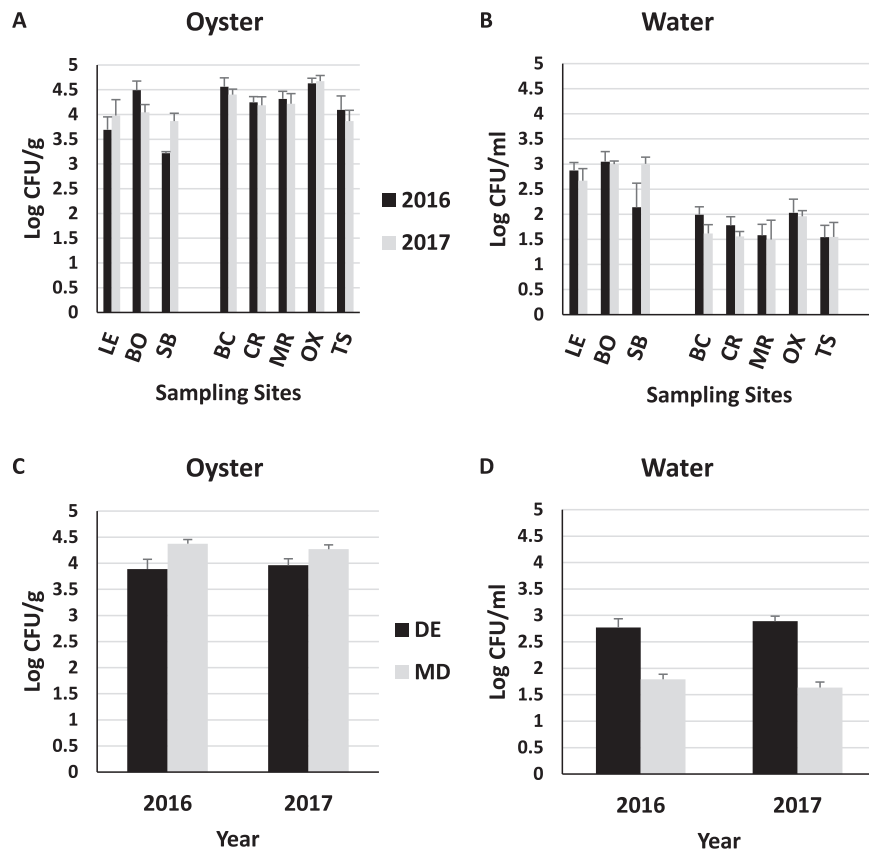 A
Oyster
5
4.5
4
3.5
3
2.5
2
1.5
1
0.5
0
Log CFU/g
LE BO SB BC CR MR OX TS
Sampling Sites
2016
2017
B
Water
5
4.5
4
3.5
3
2.5
2
1.5
1
0.5
0
Log CFU/ml
LE BO SB BC CR MR OX TS
Sampling Sites
C
Oyster
5
4.5
4
3.5
3
2.5
2
1.5
1
0.5
0
Log CFU/g
2016 2017
Year
DE
MD
D
Water
5
4.5
4
3.5
3
2.5
2
1.5
1
0.5
0
Log CFU/ml
2016 2017
Year